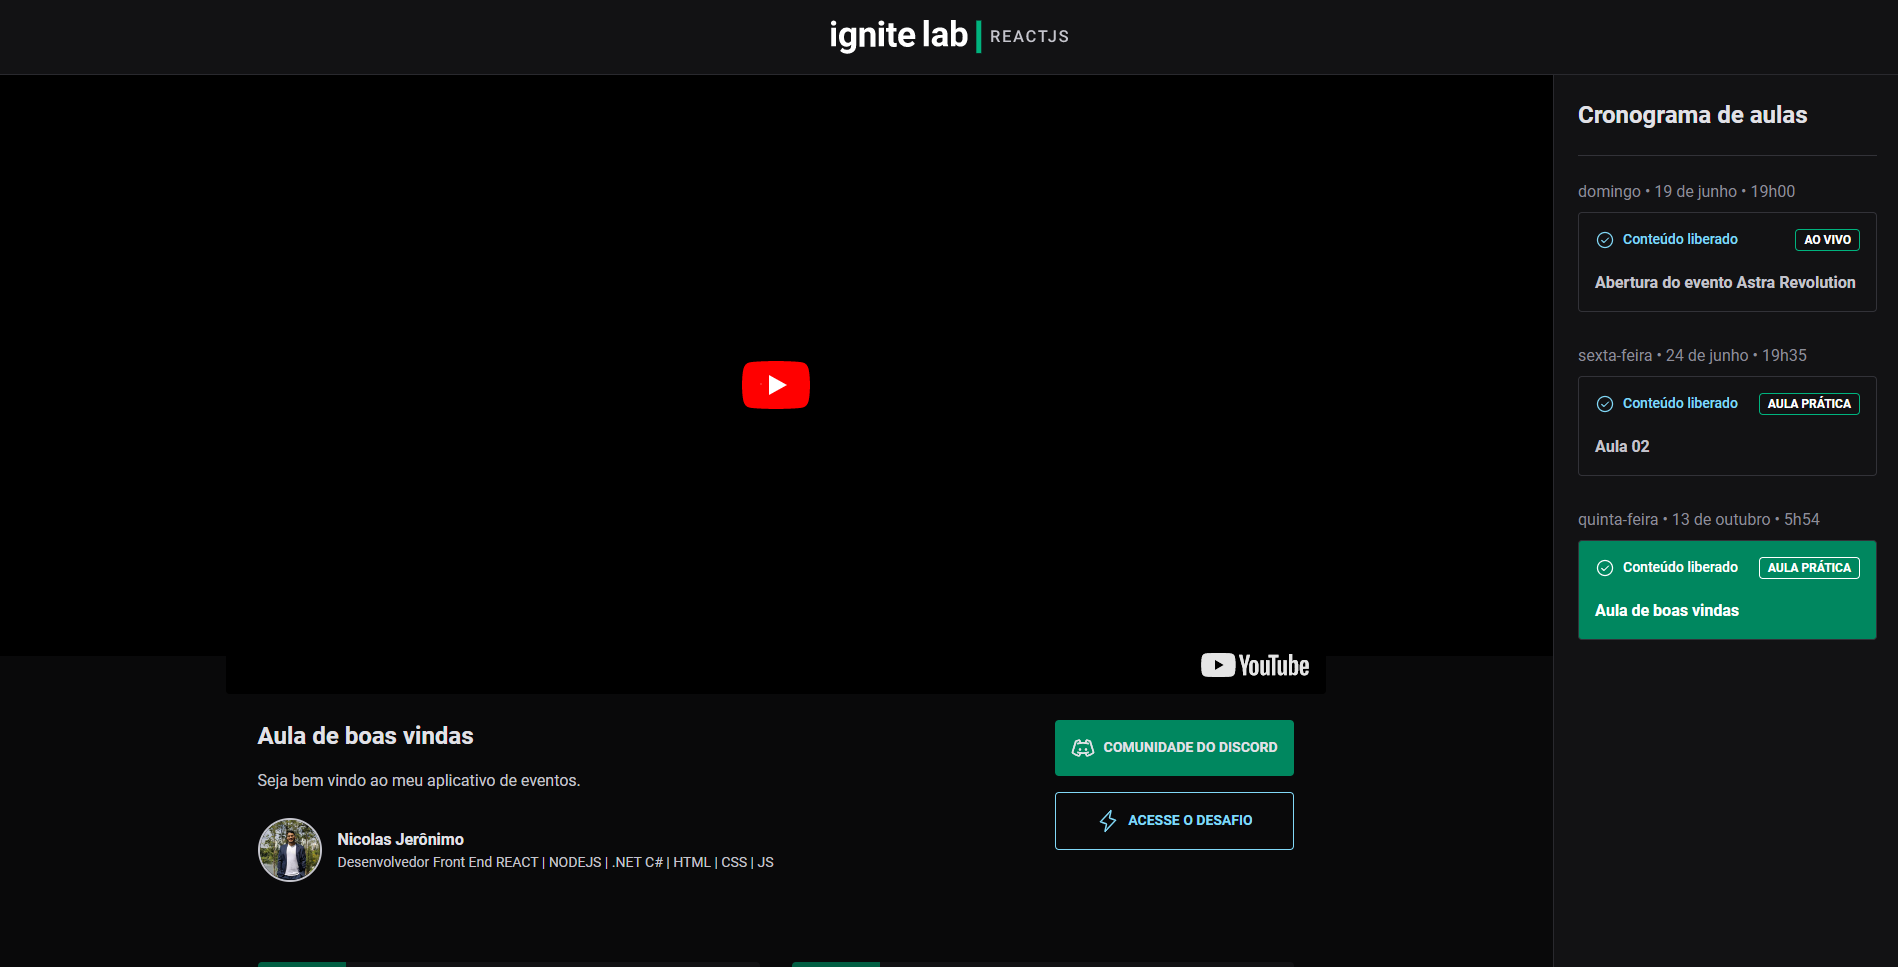 ignite lab | REACTJS
Cronograma de aulas
domingo • 19 de junho • 19h00
Conteúdo liberado
AO VIVO
Abertura do evento Astra Revolution
sexta-feira • 24 de junho • 19h35
Conteúdo liberado
AULA PRÁTICA
Aula 02
quinta-feira • 13 de outubro • 5h54
Conteúdo liberado
AULA PRÁTICA
Aula de boas vindas
YouTube
Aula de boas vindas
Seja bem vindo ao meu aplicativo de eventos.
Nicolas Jerônimo
Desenvolvedor Front End REACT | NODEJS | .NET C# | HTML | CSS | JS
COMUNIDADE DO DISCORD
ACESSE O DESAFIO